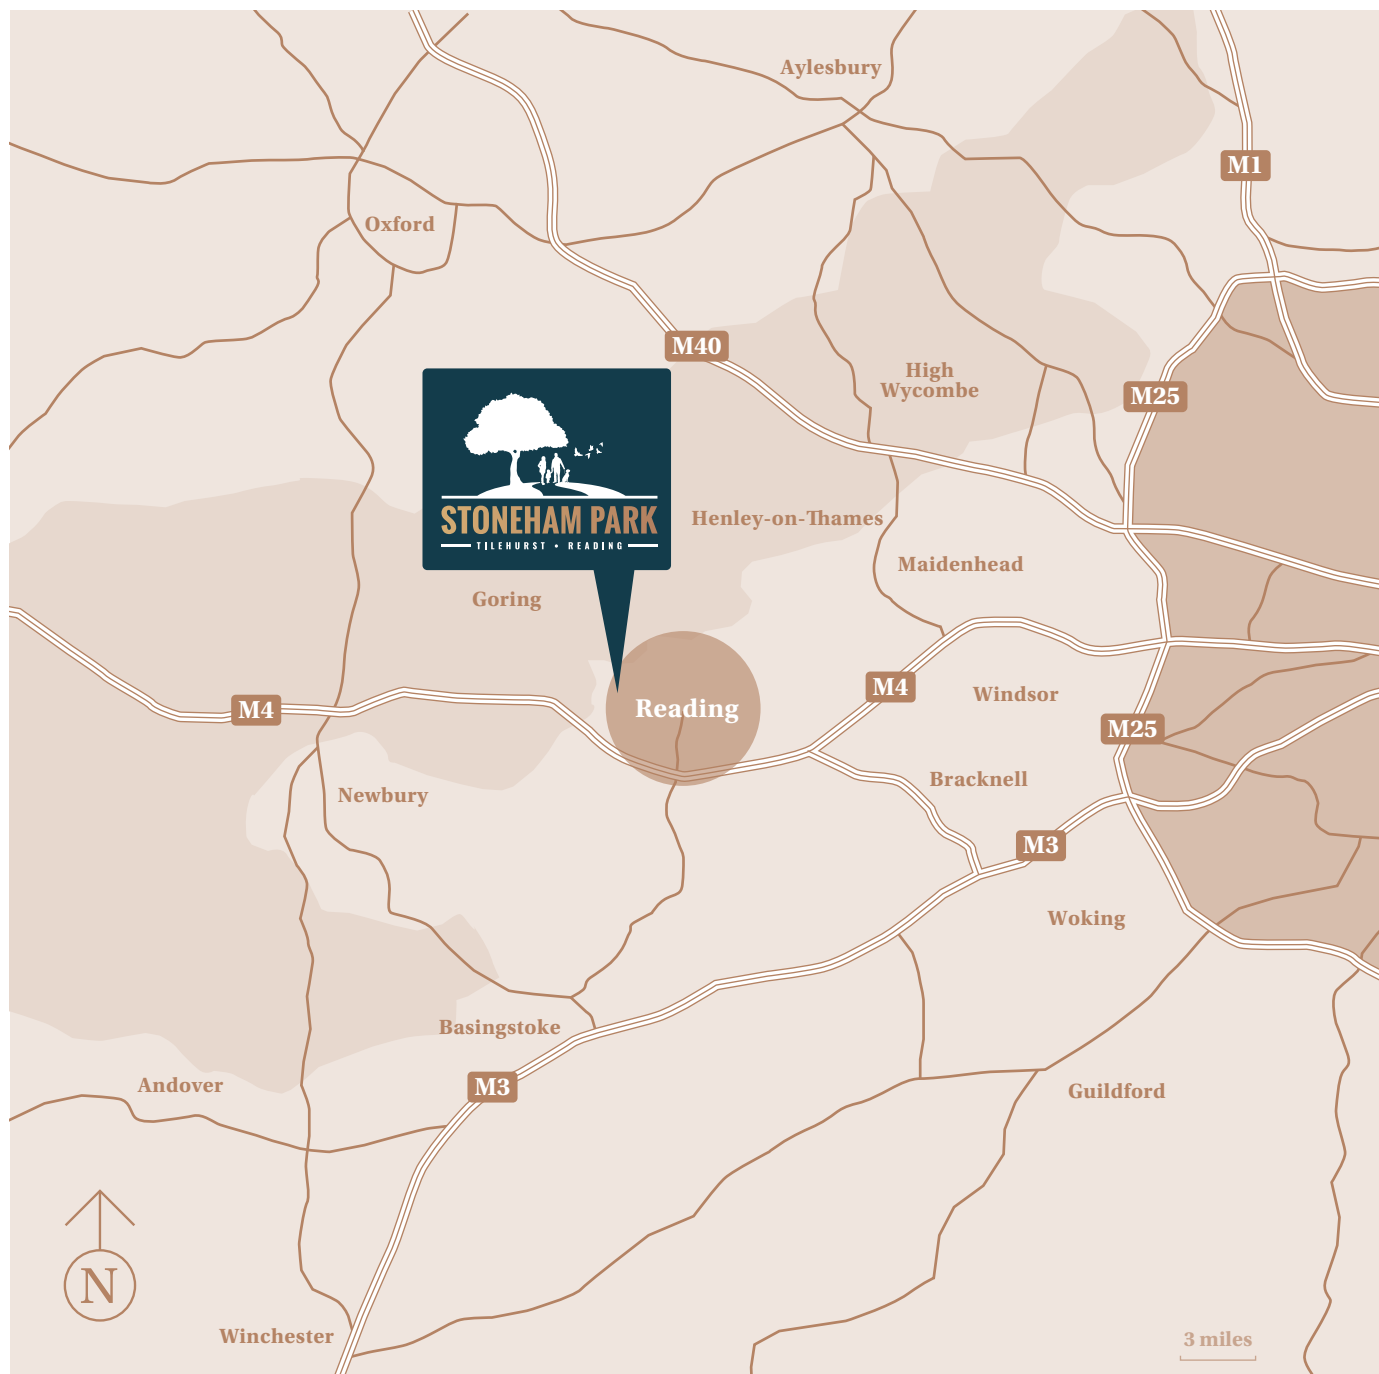 Aylesbury
M1
Oxford
M40
High
Wycombe
M25
STONEHAM PARK
TILEHURST • READING
Henley-on-Thames
Maidenhead
Goring
M4
Windsor
M4
Reading
M25
Newbury
Bracknell
M3
Woking
Basingstoke
Andover
M3
Guildford
N
Winchester
3 miles